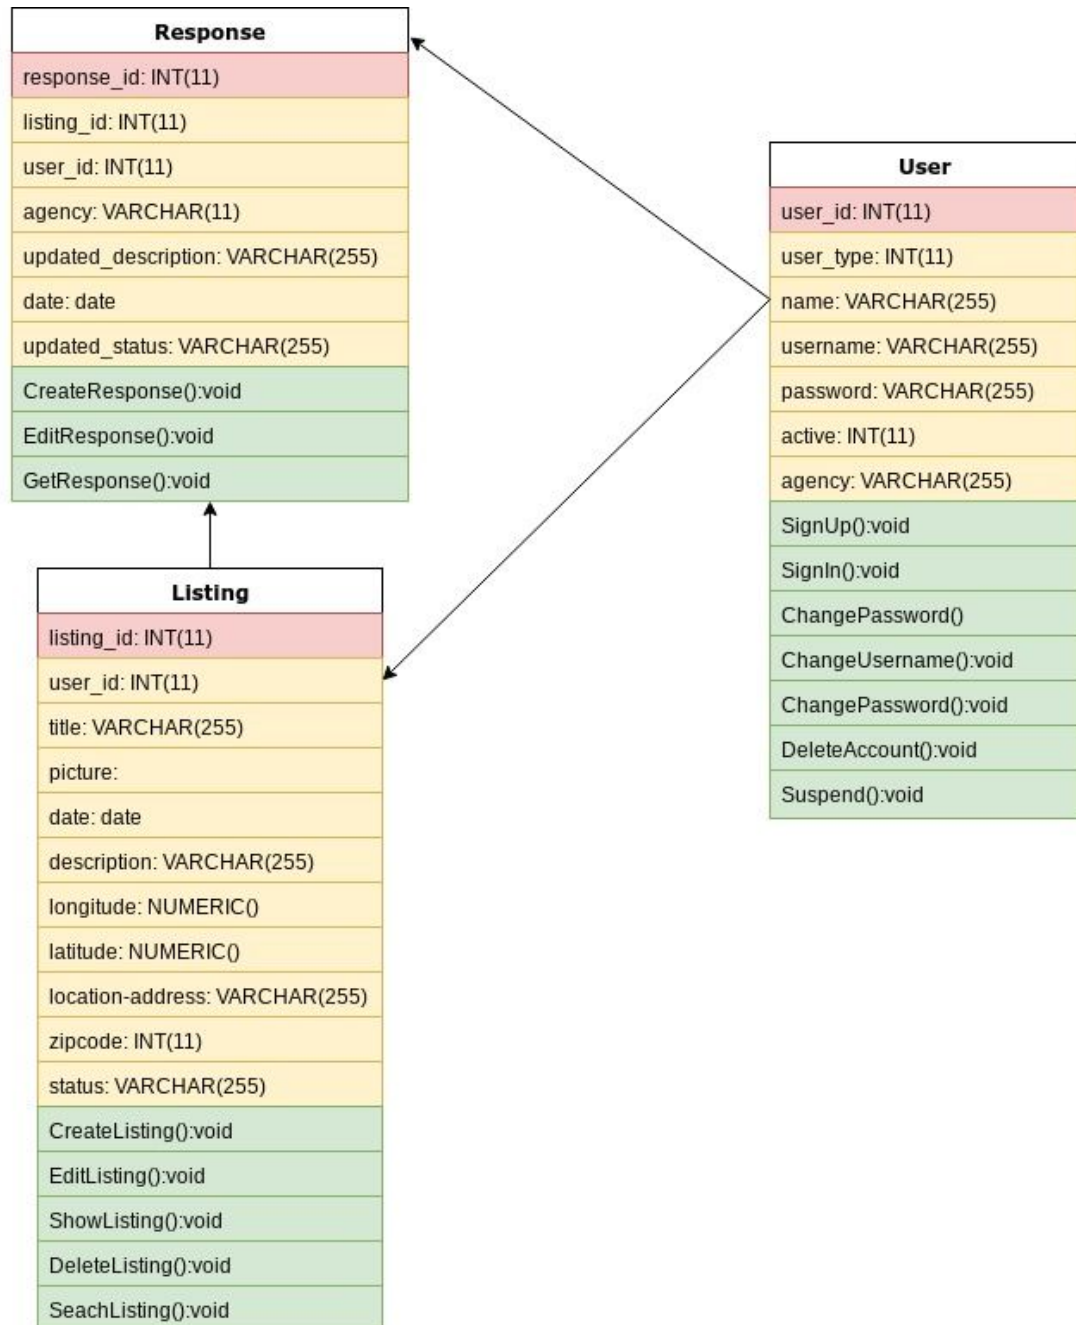 Response
response_id: INT(11)
listing_id: INT(11)
user_id: INT(11)
agency: VARCHAR(11)
updated_description: VARCHAR(255)
date: date
updated_status: VARCHAR(255)
CreateResponse():void
EditResponse():void
GetResponse():void
User
user_id: INT(11)
user_type: INT(11)
name: VARCHAR(255)
username: VARCHAR(255)
password: VARCHAR(255)
active: INT(11)
agency: VARCHAR(255)
SignUp():void
SignIn():void
ChangePassword()
ChangeUsername():void
ChangePassword():void
DeleteAccount():void
Suspend():void
Listing
listing_id: INT(11)
user_id: INT(11)
title: VARCHAR(255)
picture:
date: date
description: VARCHAR(255)
longitude: NUMERIC()
latitude: NUMERIC()
location-address: VARCHAR(255)
zipcode: INT(11)
status: VARCHAR(255)
CreateListing():void
EditListing():void
ShowListing():void
DeleteListing():void
SeachListing():void